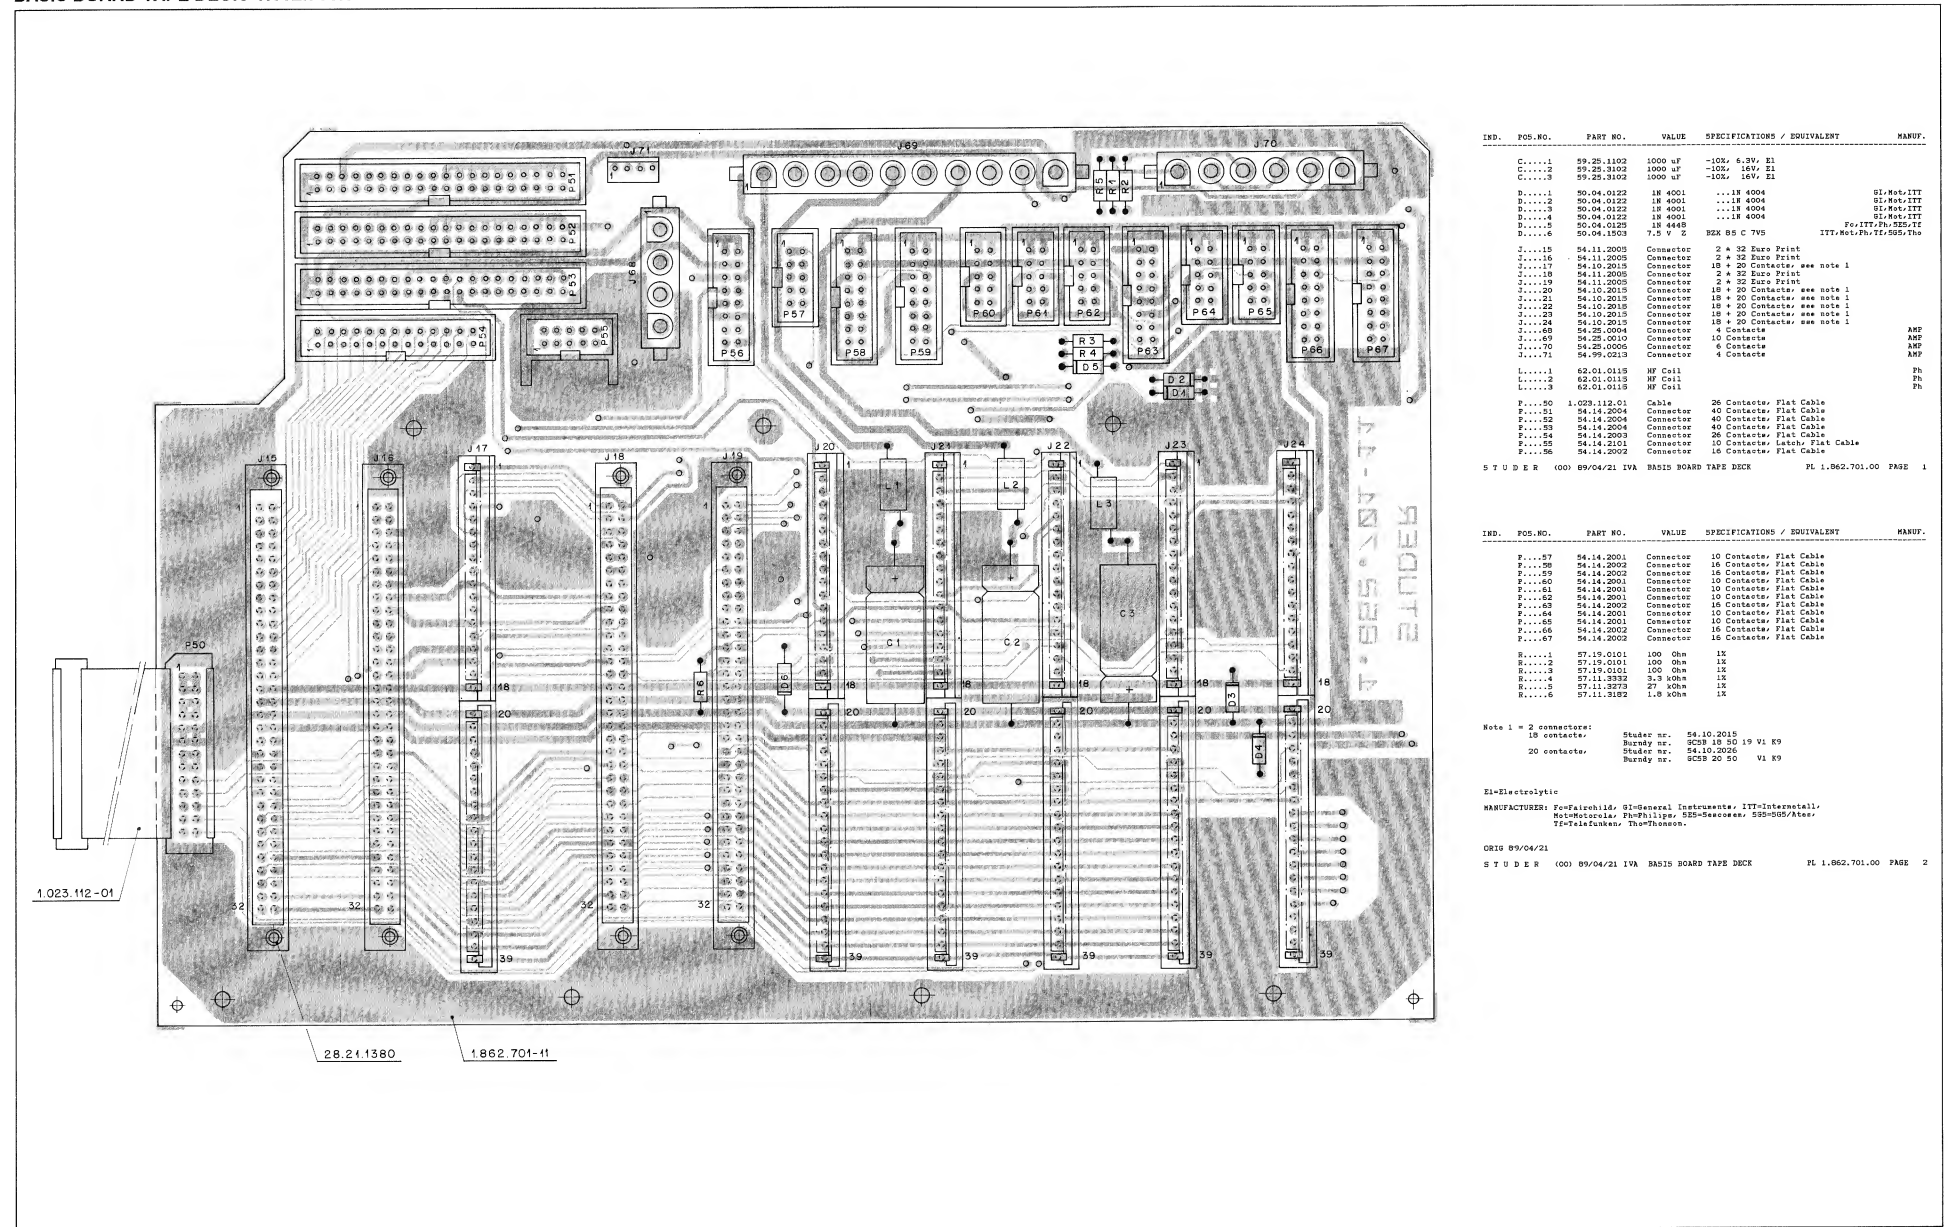 IND. POS.NO. PART NO. VALUE SPECIFICATIONS / EQUIVALENT MANUF.
C.....1 59.25.1102 1000 uF -10%, 6.3V, El
C.....2 59.25.3102 1000 uF -10%, 16V, El
C.....3 59.25.3102 1000 uF -10%, 16V, El
D.....1 50.04.0122 1N 4001 ...1N 4004 GI,Mot,ITT
D.....2 50.04.0122 1N 4001 ...1N 4004 GI,Mot,ITT
D.....3 50.04.0122 1N 4001 ...1N 4004 GI,Mot,ITT
D.....4 50.04.0122 1N 4001 ...1N 4004 GI,Mot,ITT
D.....5 50.04.0125 1N 4448 Fc,ITT,Ph,SES,Tf
D.....6 50.04.1503 7.5 V Z BZX 85 C 7V5 ITT,Mot,Ph,Tf,SGS,Tho
J....15 54.11.2005 Connector 2 * 32 Euro Print
J....16 54.11.2005 Connector 2 * 32 Euro Print
J....17 54.10.2015 Connector 18 + 20 Contacts, see note 1
J....18 54.11.2005 Connector 2 * 32 Euro Print
J....19 54.11.2005 Connector 2 * 32 Euro Print
J....20 54.10.2015 Connector 18 + 20 Contacts, see note 1
J....21 54.10.2015 Connector 18 + 20 Contacts, see note 1
J....22 54.10.2015 Connector 18 + 20 Contacts, see note 1
J....23 54.10.2015 Connector 18 + 20 Contacts, see note 1
J....24 54.10.2015 Connector 18 + 20 Contacts, see note 1
J....68 54.25.0004 Connector 4 Contacts AMP
J....69 54.25.0010 Connector 10 Contacts AMP
J....70 54.25.0006 Connector 6 Contacts AMP
J....71 54.99.0213 Connector 4 Contacts AMP
L.....1 62.01.0115 HF Coil Ph
L.....2 62.01.0115 HF Coil Ph
L.....3 62.01.0115 HF Coil Ph
P....50 1.023.112.01 Cable 26 Contacts, Flat Cable
P....51 54.14.2004 Connector 40 Contacts, Flat Cable
P....52 54.14.2004 Connector 40 Contacts, Flat Cable
P....53 54.14.2004 Connector 40 Contacts, Flat Cable
P....54 54.14.2003 Connector 26 Contacts, Flat Cable
P....55 54.14.2101 Connector 10 Contacts, Latch, Flat Cable
P....56 54.14.2002 Connector 16 Contacts, Flat Cable
S T U D E R (00) 89/04/21 IVA BASIS BOARD TAPE DECK PL 1.862.701.00 PAGE 1
IND. POS.NO. PART NO. VALUE SPECIFICATIONS / EQUIVALENT MANUF.
P....57 54.14.2001 Connector 10 Contacts, Flat Cable
P....58 54.14.2002 Connector 16 Contacts, Flat Cable
P....59 54.14.2002 Connector 16 Contacts, Flat Cable
P....60 54.14.2001 Connector 10 Contacts, Flat Cable
P....61 54.14.2001 Connector 10 Contacts, Flat Cable
P....62 54.14.2001 Connector 10 Contacts, Flat Cable
P....63 54.14.2002 Connector 16 Contacts, Flat Cable
P....64 54.14.2001 Connector 10 Contacts, Flat Cable
P....65 54.14.2001 Connector 10 Contacts, Flat Cable
P....66 54.14.2002 Connector 16 Contacts, Flat Cable
P....67 54.14.2002 Connector 16 Contacts, Flat Cable
R.....1 57.19.0101 100 Ohm 1%
R.....2 57.19.0101 100 Ohm 1%
R.....3 57.19.0101 100 Ohm 1%
R.....4 57.11.3332 3.3 kOhm 1%
R.....5 57.11.3273 27 kOhm 1%
R.....6 57.11.3182 1.8 kOhm 1%
Note 1 = 2 connectors:
18 contacts, Studer nr. 54.10.2015
Burndy nr. GCSB 18 50 19 V1 K9
20 contacts, Studer nr. 54.10.2026
Burndy nr. GCSB 20 50 V1 K9
El=Electrolytic
MANUFACTURER: Fc=Fairchild, GI=General Instruments, ITT=Intermetall,
Mot=Motorola, Ph=Philips, SES=Sescosem, SGS=SGS/Ates,
Tf=Telefunken, Tho=Thomson.
ORIG 89/04/21
S T U D E R (00) 89/04/21 IVA BASIS BOARD TAPE DECK PL 1.862.701.00 PAGE 2
J71 J69 J70
P51
P52
P53
P54 P55
J68
R5 R1 R2
P56 P57 P58 P59 P60 P61 P62 P63 P64 P65 P66 P67
R3
R4
D5
D2
D1
J15 J16 J17 J18 J19 J20 J21 J22 J23 J24
L1 L2 L3
C1 C2 C3
P50
R6 D6 D3 D4
18 18 18 18 18 18
20 20 20 20 20 20
32 32 32 32
39 39 39 39 39 39
1.862.701-11
STUDER
1.023.112-01
28.21.1380
1.862.701-11